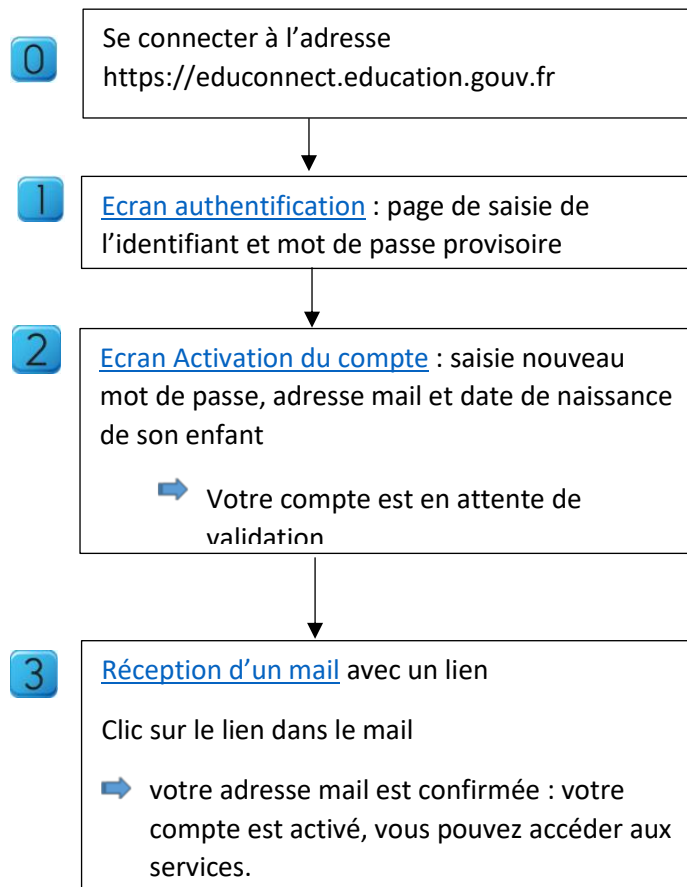 0
Se connecter à l’adresse
https://educonnect.education.gouv.fr
1
Ecran authentification : page de saisie de
l’identifiant et mot de passe provisoire
2
Ecran Activation du compte : saisie nouveau
mot de passe, adresse mail et date de naissance
de son enfant
Votre compte est en attente de
validation
3
Réception d’un mail avec un lien
Clic sur le lien dans le mail
votre adresse mail est confirmée : votre
compte est activé, vous pouvez accéder aux
services.